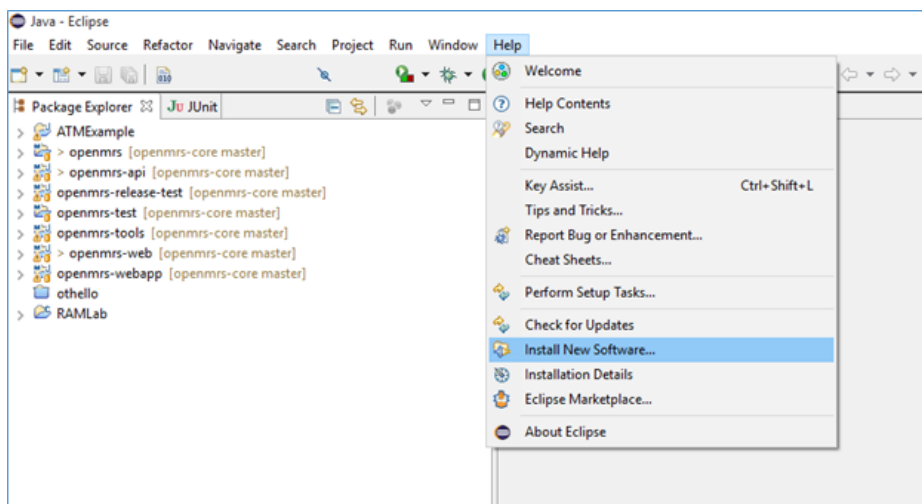 Java - Eclipse
File Edit Source Refactor Navigate Search Project Run Window Help
Package Explorer JUnit
ATMExample
> openmrs [openmrs-core master]
> openmrs-api [openmrs-core master]
openmrs-release-test [openmrs-core master]
openmrs-test [openmrs-core master]
openmrs-tools [openmrs-core master]
> openmrs-web [openmrs-core master]
openmrs-webapp [openmrs-core master]
othello
RAMLab
Welcome
Help Contents
Search
Dynamic Help
Key Assist... Ctrl+Shift+L
Tips and Tricks...
Report Bug or Enhancement...
Cheat Sheets...
Perform Setup Tasks...
Check for Updates
Install New Software...
Installation Details
Eclipse Marketplace...
About Eclipse